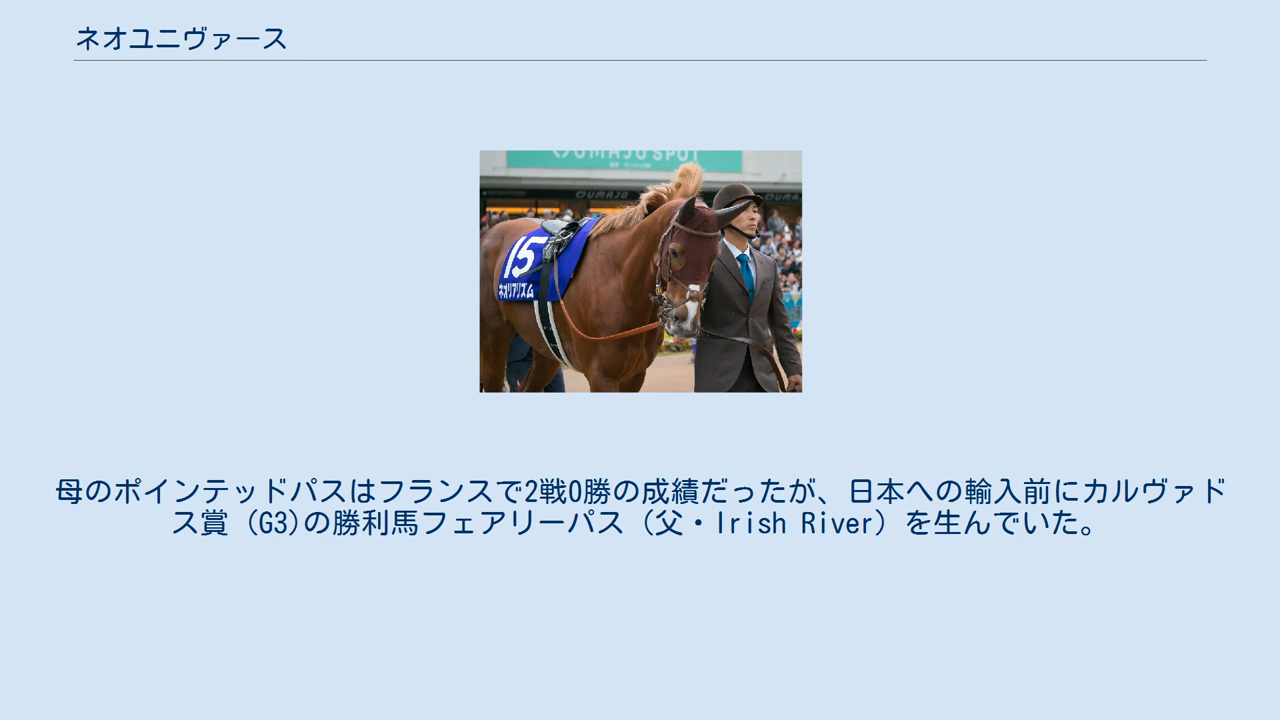 ネオユニヴァース
UMAJO SPOT
UMAJO
15
ネオリアリズム
母のポインテッドパスはフランスで2戦0勝の成績だったが、日本への輸入前にカルヴァド
ス賞（G3)の勝利馬フェアリーパス（父・Irish River）を生んでいた。